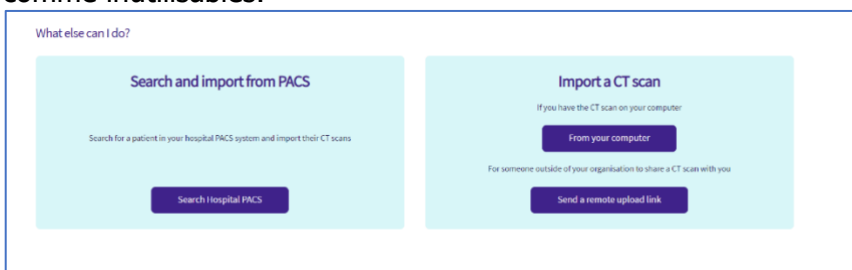 comme inutilisables.
What else can I do?
Search and import from PACS
Search for a patient in your hospital PACS system and import their CT scans
Search Hospital PACS
Import a CT scan
If you have the CT scan on your computer
From your computer
For someone outside of your organisation to share a CT scan with you
Send a remote upload link